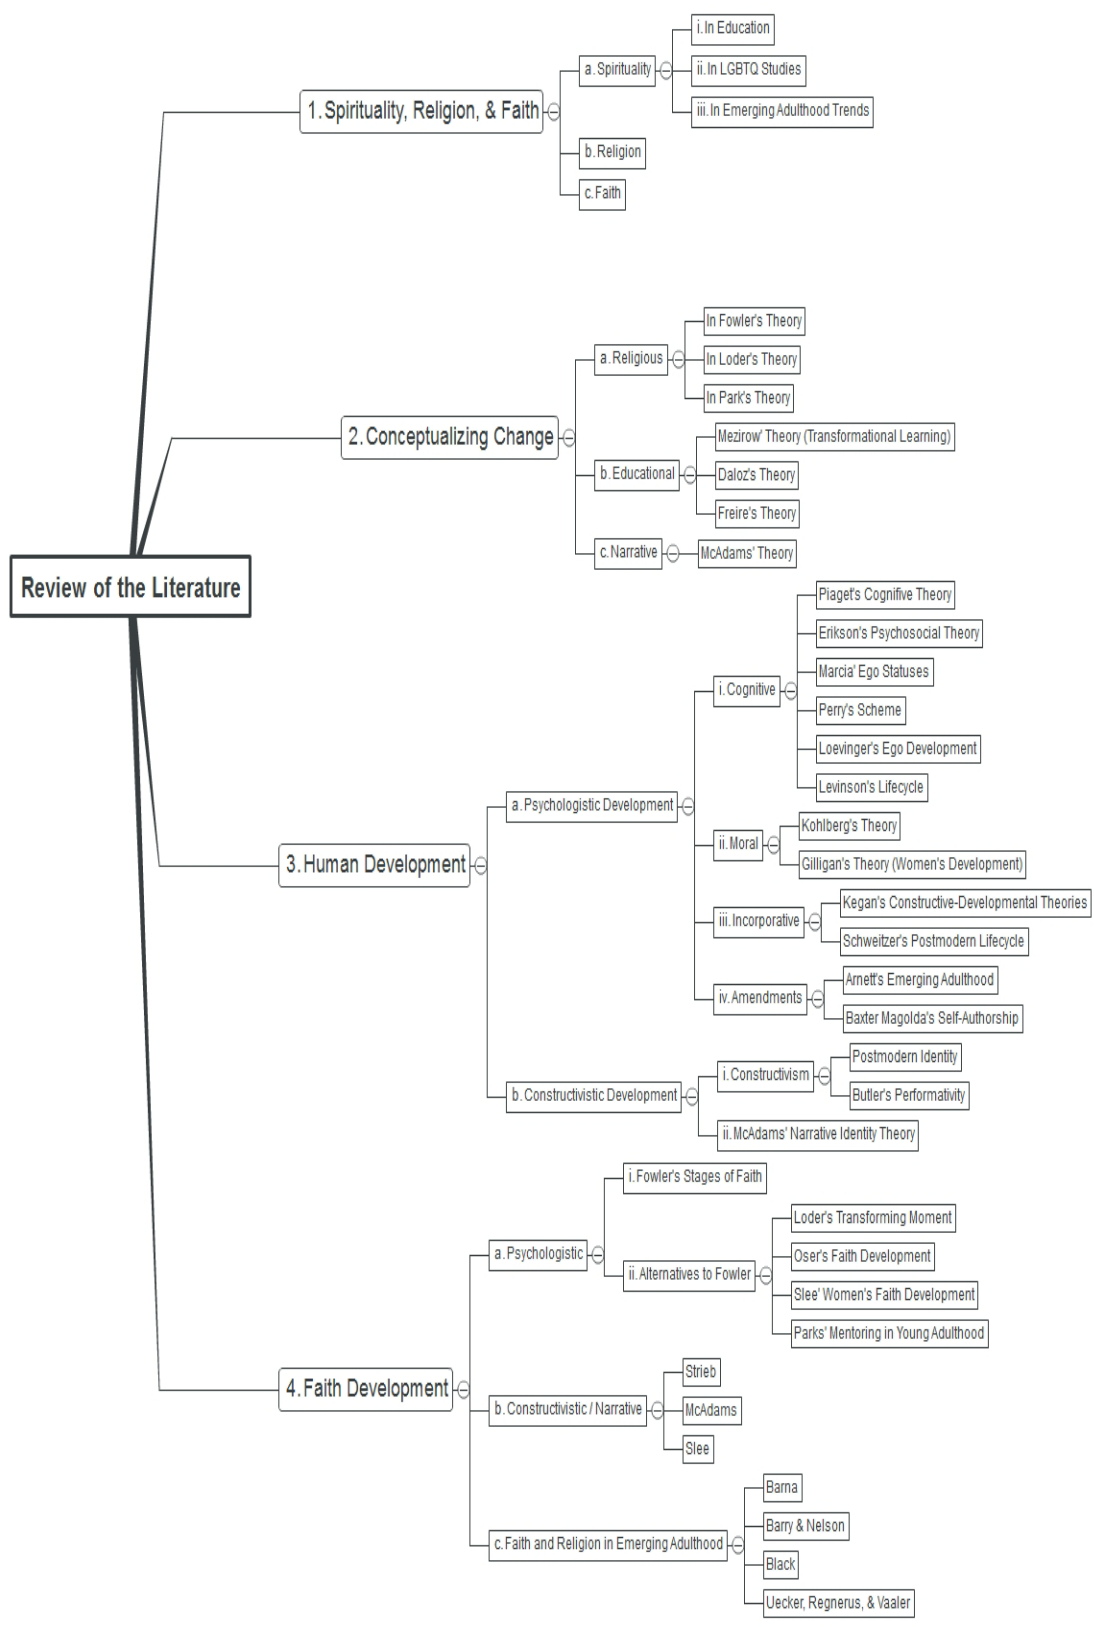 Review of the Literature
1. Spirituality, Religion, & Faith
a. Spirituality
i. In Education
ii. In LGBTQ Studies
iii. In Emerging Adulthood Trends
b. Religion
c. Faith
2. Conceptualizing Change
a. Religious
In Fowler's Theory
In Loder's Theory
In Park's Theory
b. Educational
Mezirow' Theory (Transformational Learning)
Daloz's Theory
Freire's Theory
c. Narrative
McAdams' Theory
3. Human Development
a. Psychologistic Development
i. Cognitive
Piaget's Cognifive Theory
Erikson's Psychosocial Theory
Marcia' Ego Statuses
Perry's Scheme
Loevinger's Ego Development
Levinson's Lifecycle
ii. Moral
Kohlberg's Theory
Gilligan's Theory (Women's Development)
iii. Incorporative
Kegan's Constructive-Developmental Theories
Schweitzer's Postmodern Lifecycle
iv. Amendments
Arnett's Emerging Adulthood
Baxter Magolda's Self-Authorship
b. Constructivistic Development
i. Constructivism
Postmodern Identity
Butler's Performativity
ii. McAdams' Narrative Identity Theory
4. Faith Development
a. Psychologistic
i. Fowler's Stages of Faith
ii. Alternatives to Fowler
Loder's Transforming Moment
Oser's Faith Development
Slee' Women's Faith Development
Parks' Mentoring in Young Adulthood
b. Constructivistic / Narrative
Strieb
McAdams
Slee
c. Faith and Religion in Emerging Adulthood
Barna
Barry & Nelson
Black
Uecker, Regnerus, & Vaaler